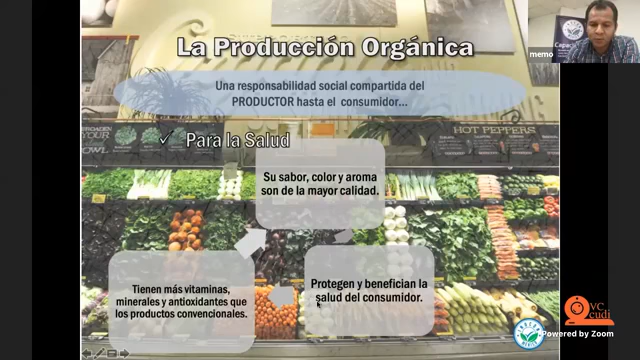 La Producción Orgánica
Una responsabilidad social compartida del
PRODUCTOR hasta el consumidor...
✓ Para la Salud
HOT PEPPERS
Su sabor, color y aroma
son de la mayor calidad.
Tienen más vitaminas,
minerales y antioxidantes que
los productos convencionales.
Protegen y benefician la
salud del consumidor.
memo
VC
cudi
Powered by Zoom